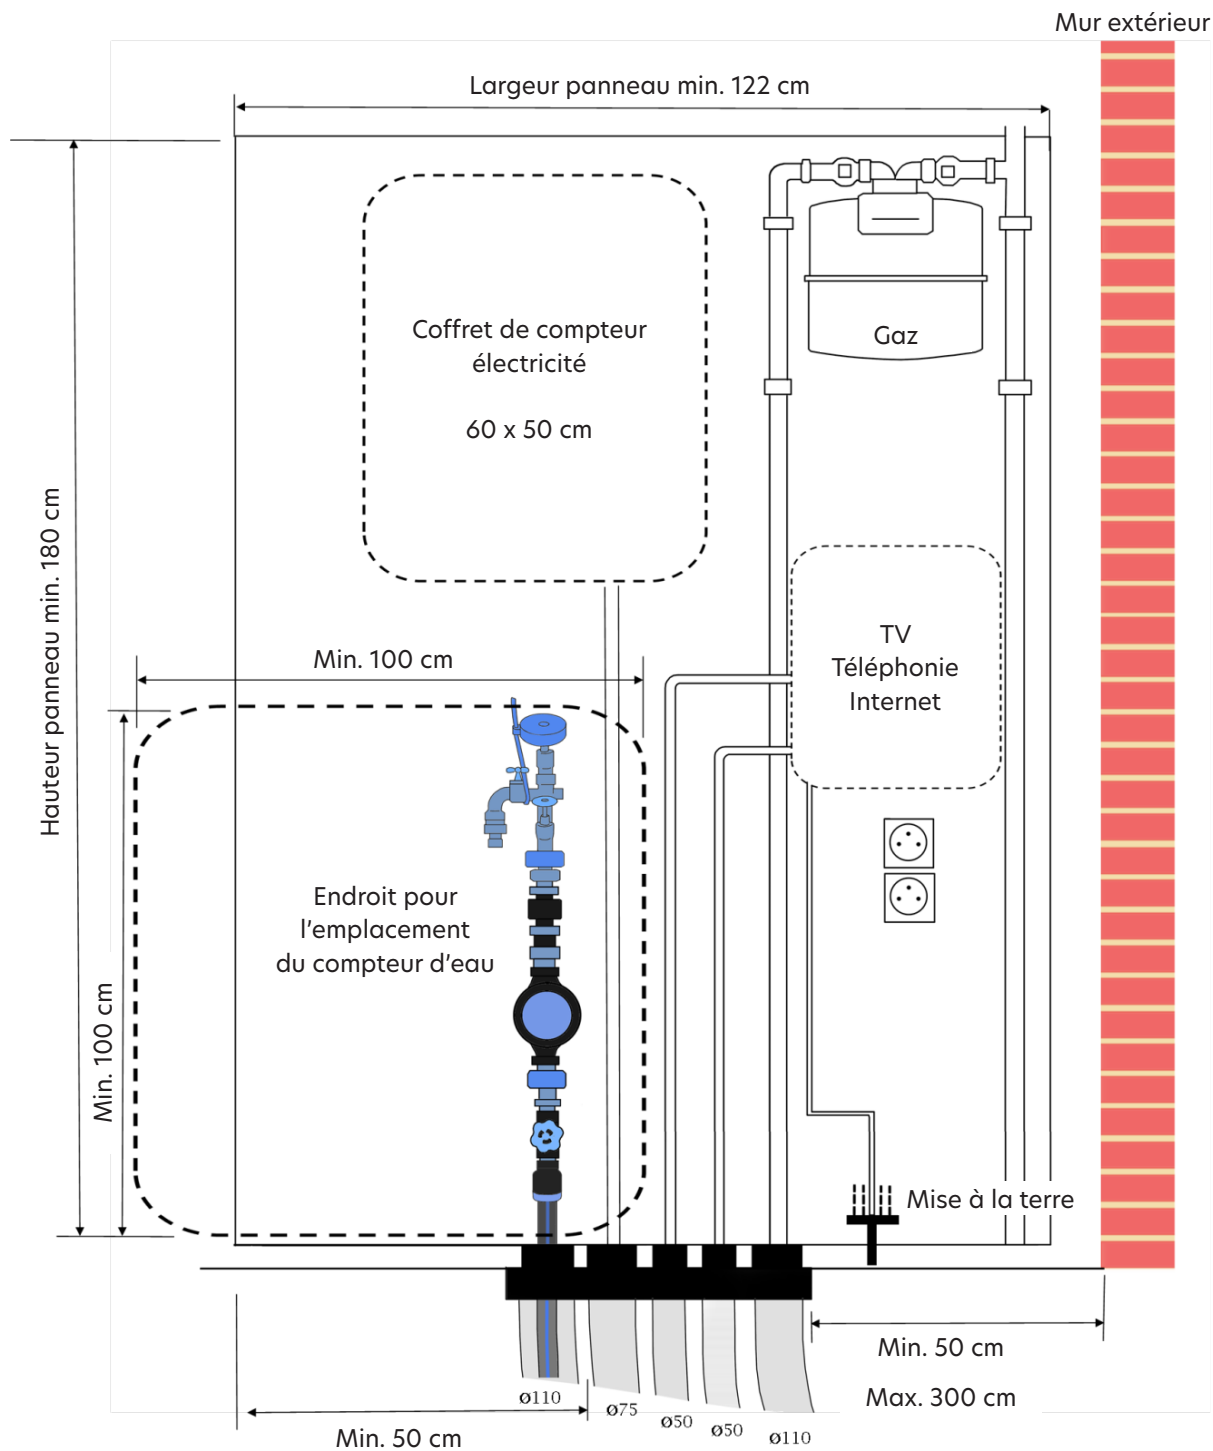 Mur extérieur
Largeur panneau min. 122 cm
Coffret de compteur
électricité
60 x 50 cm
Gaz
Hauteur panneau min. 180 cm
TV
Téléphonie
Internet
Min. 100 cm
Endroit pour
l'emplacement
du compteur d'eau
Min. 100 cm
Mise à la terre
Min. 50 cm
Max. 300 cm
ø110
ø75
ø50
ø50
ø110
Min. 50 cm